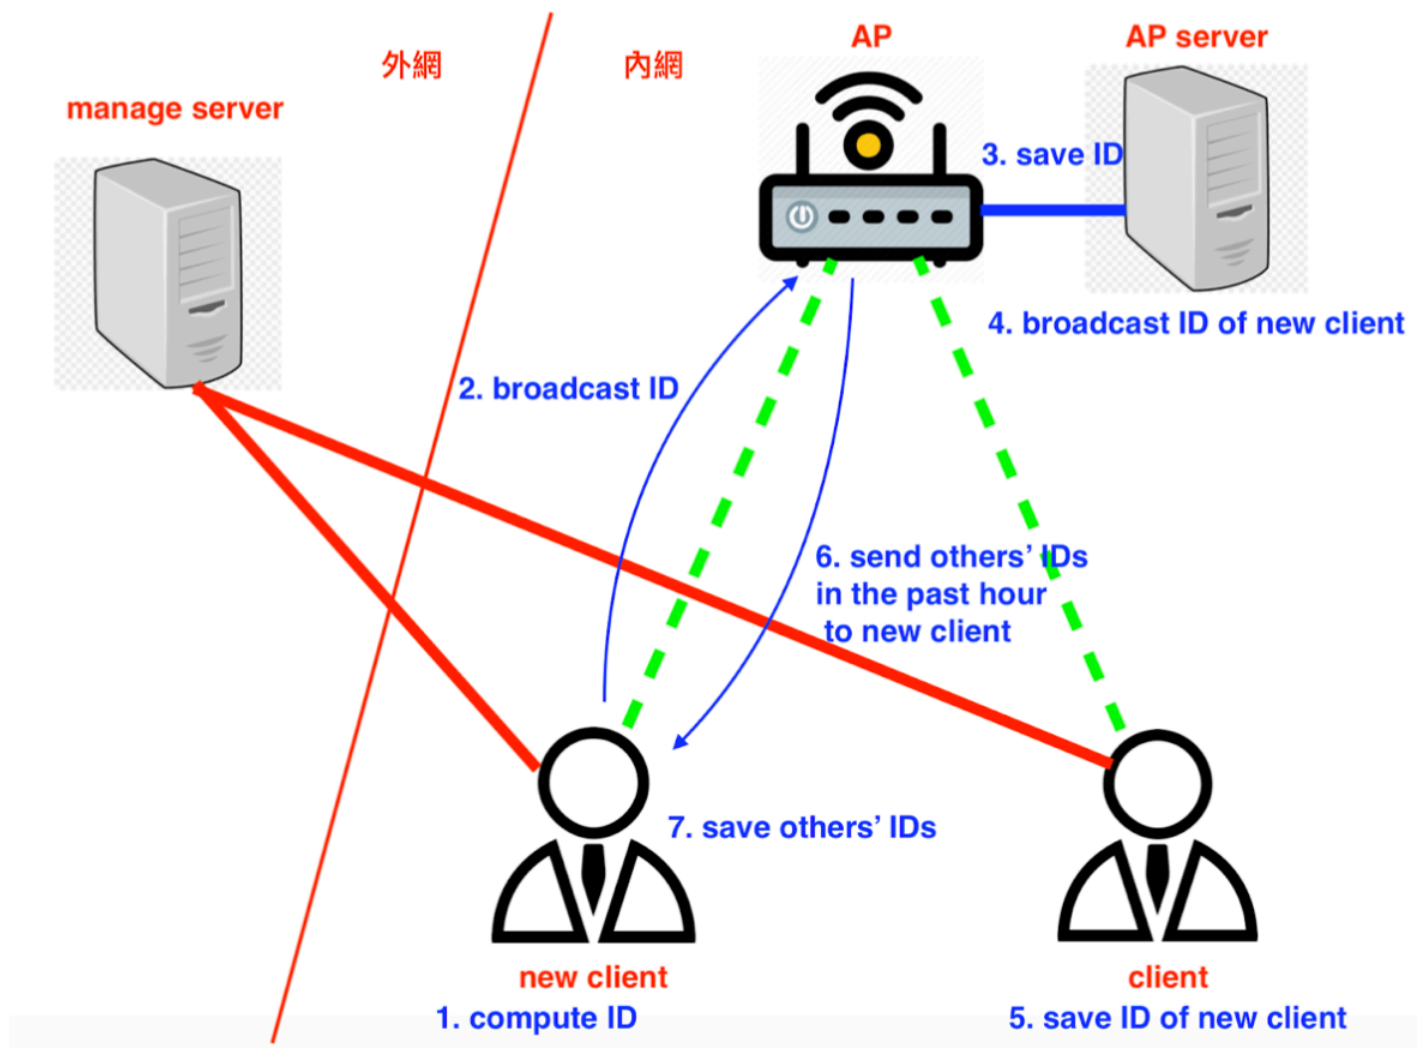 AP
AP server
外網
內網
manage server
3. save ID
4. broadcast ID of new client
2. broadcast ID
6. send others’ IDs
in the past hour
to new client
7. save others’ IDs
new client
client
1. compute ID
5. save ID of new client